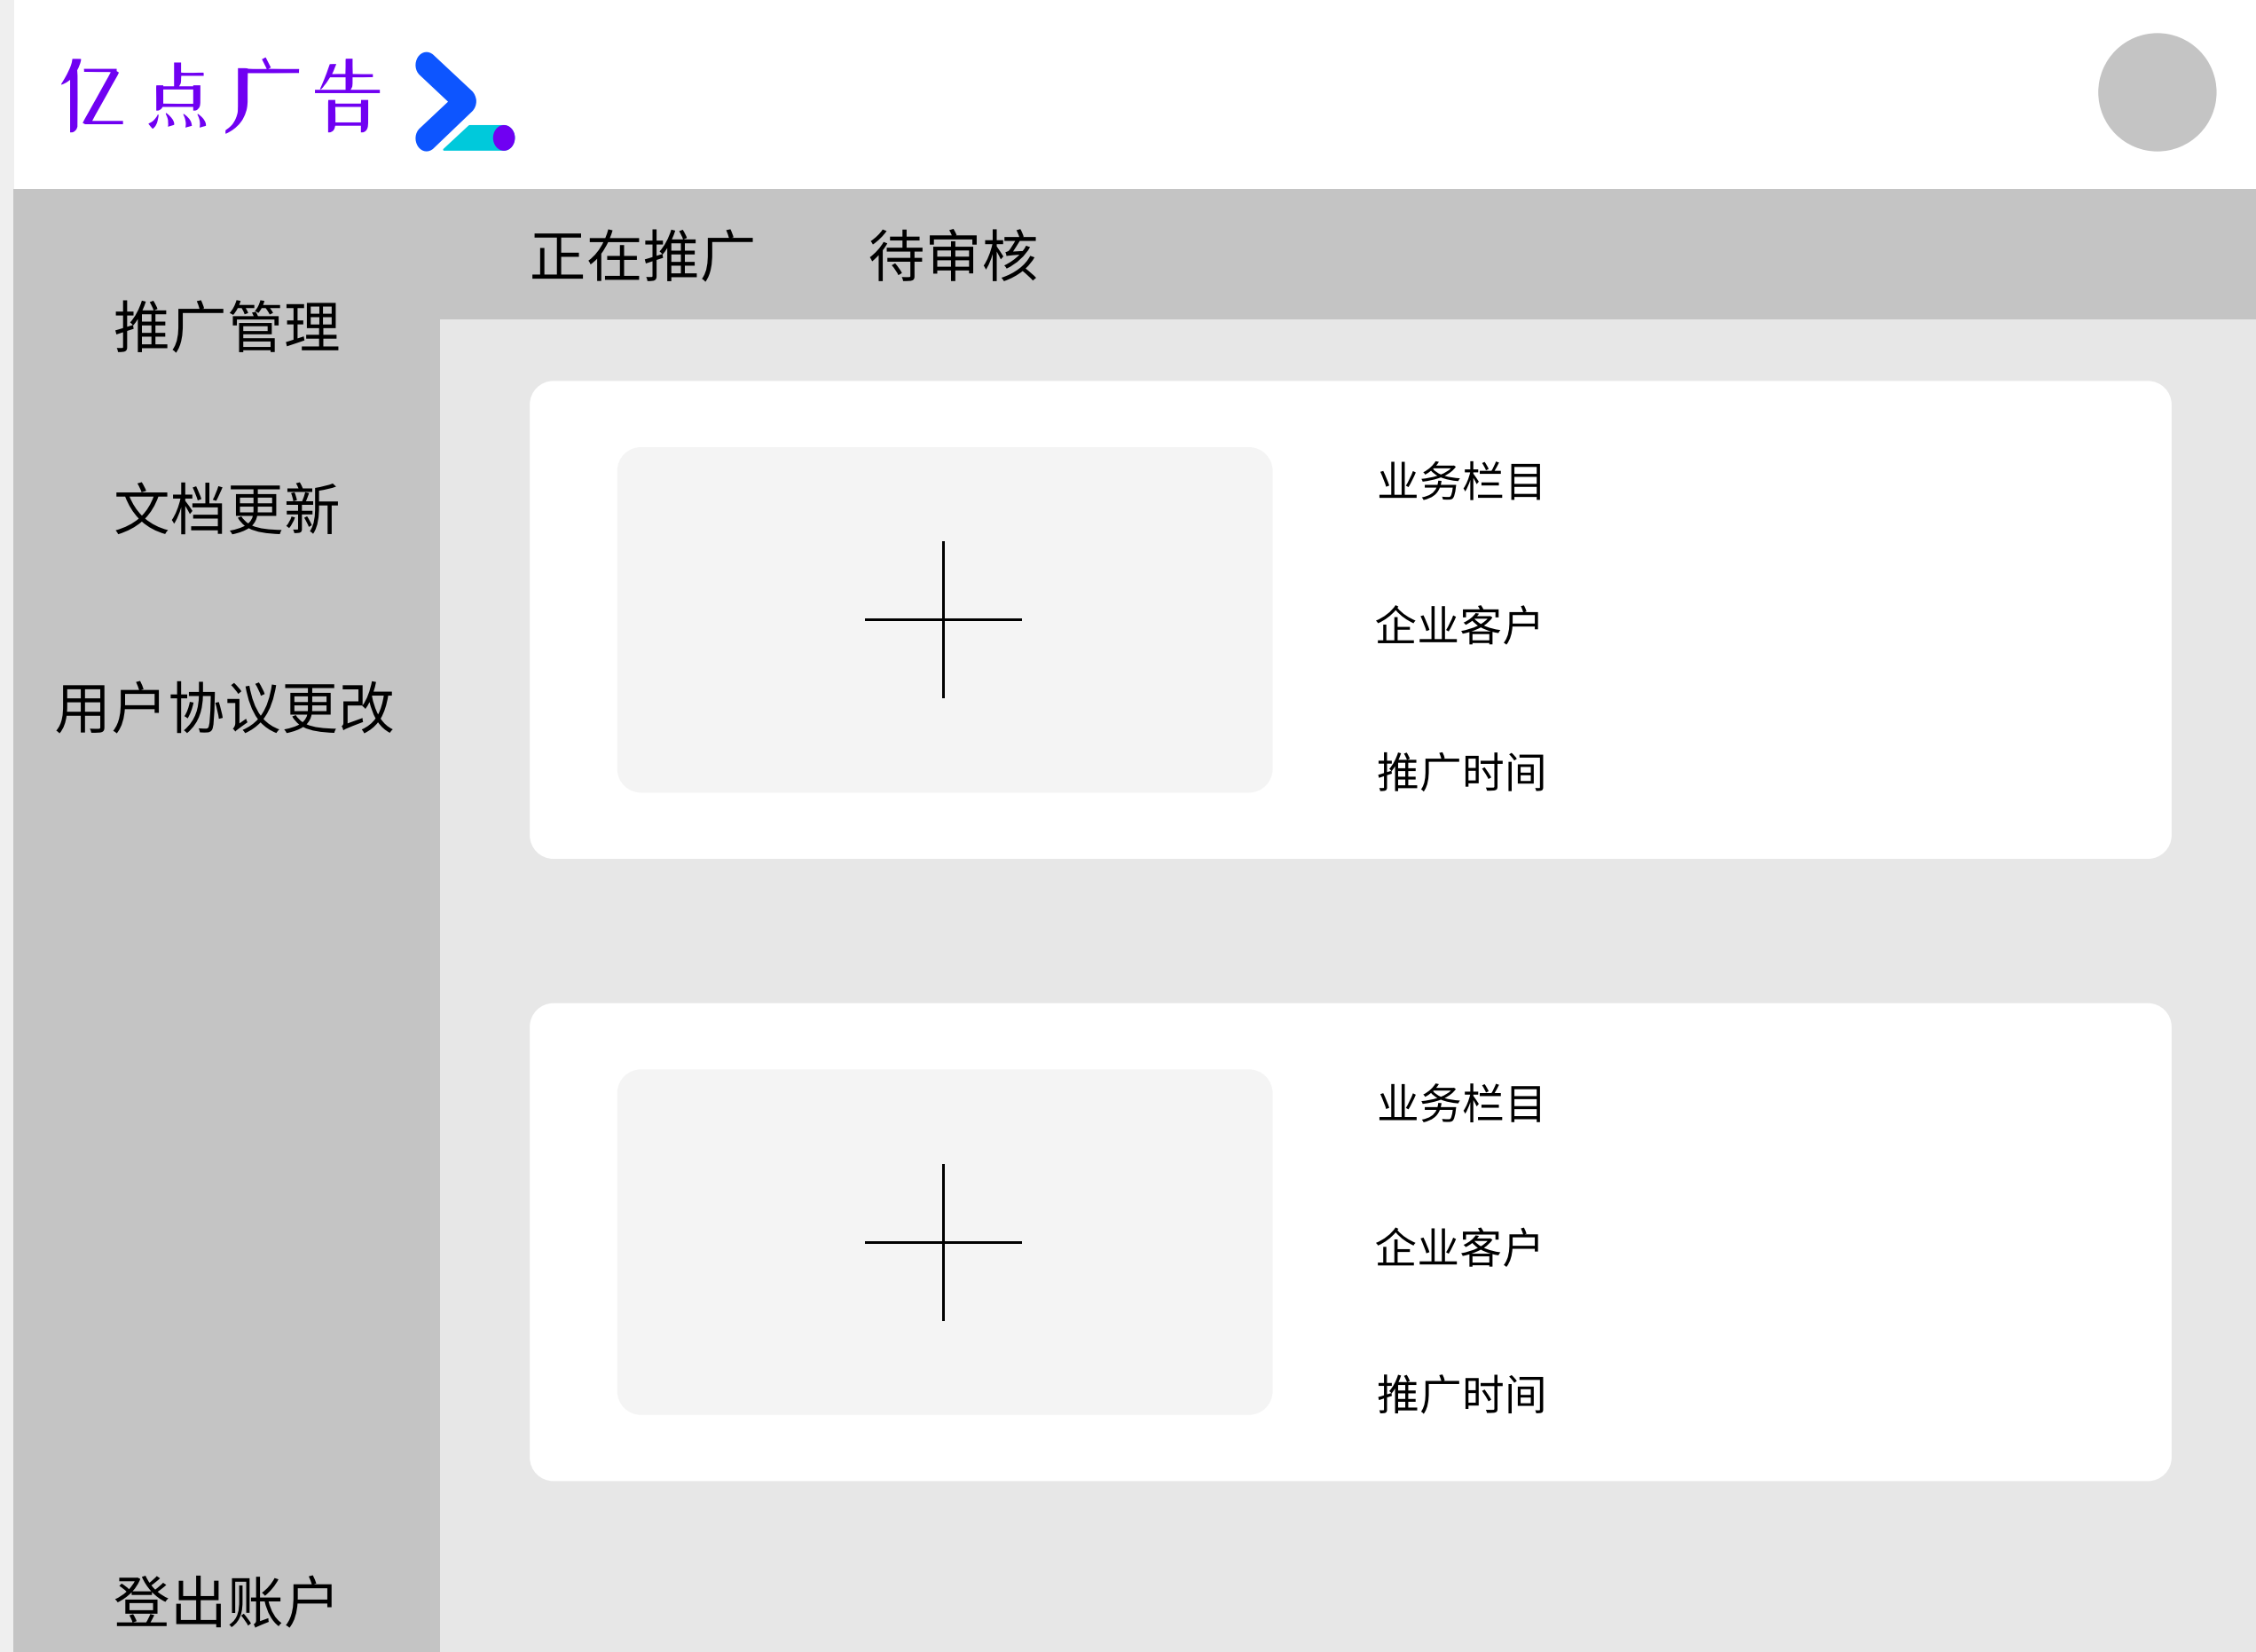 亿点广告
正在推广 待审核
推广管理
文档更新
用户协议更改
登出账户
业务栏目
企业客户
推广时间
业务栏目
企业客户
推广时间